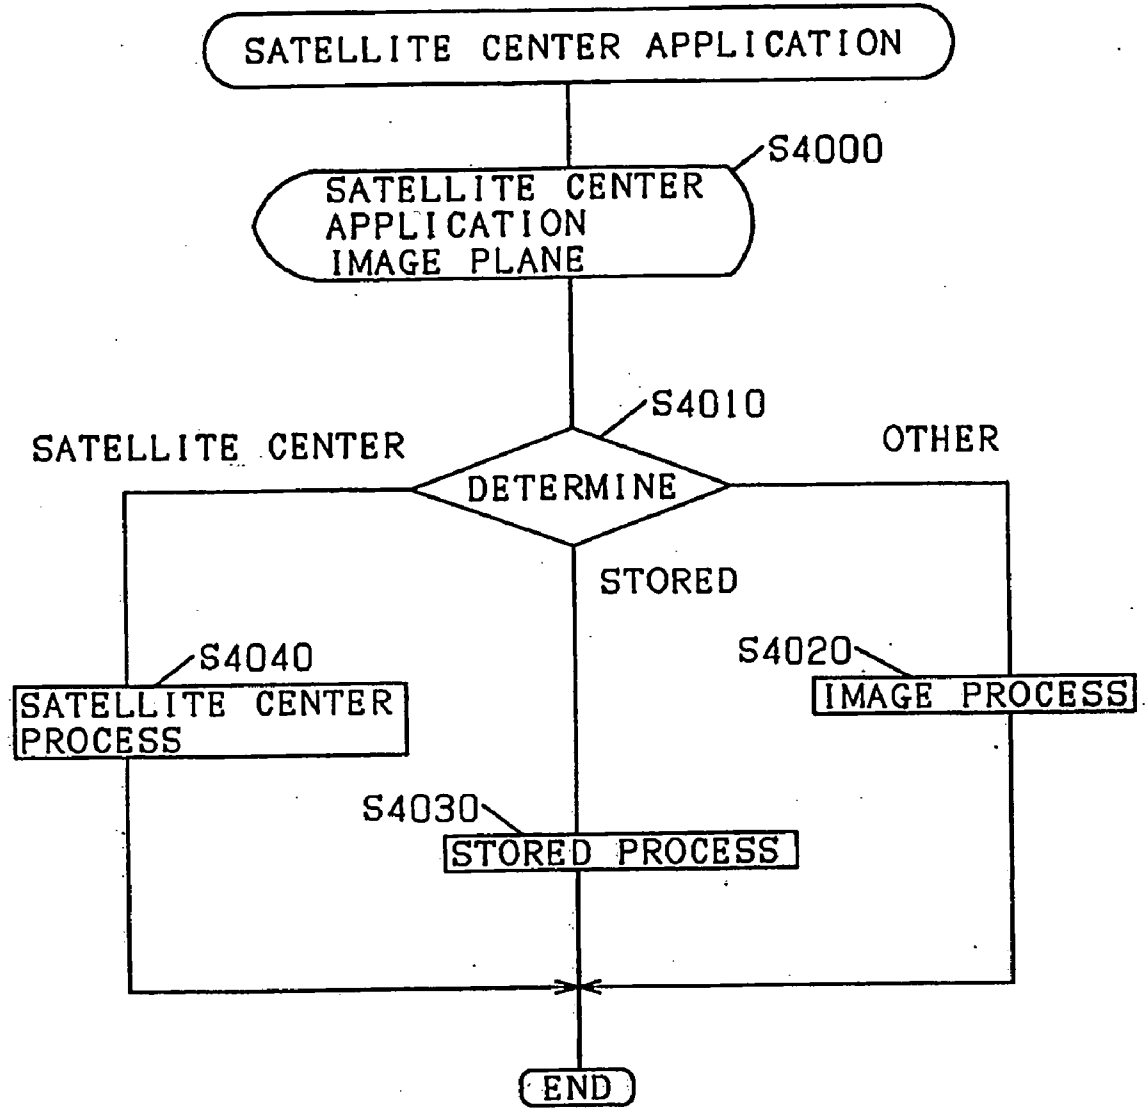 SATELLITE CENTER APPLICATION
S4000
SATELLITE CENTER
APPLICATION
IMAGE PLANE
S4010
SATELLITE CENTER
OTHER
DETERMINE
STORED
S4040
S4020
SATELLITE CENTER
PROCESS
IMAGE PROCESS
S4030
STORED PROCESS
END